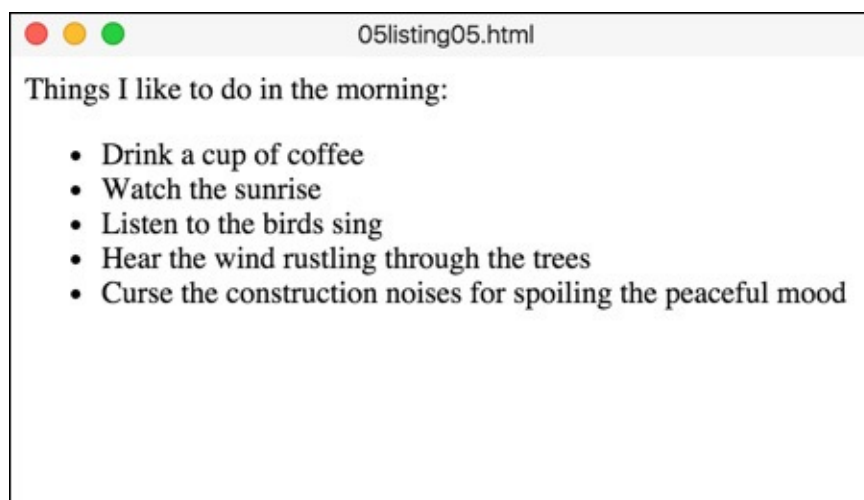 05listing05.html
Things I like to do in the morning:
• Drink a cup of coffee
• Watch the sunrise
• Listen to the birds sing
• Hear the wind rustling through the trees
• Curse the construction noises for spoiling the peaceful mood